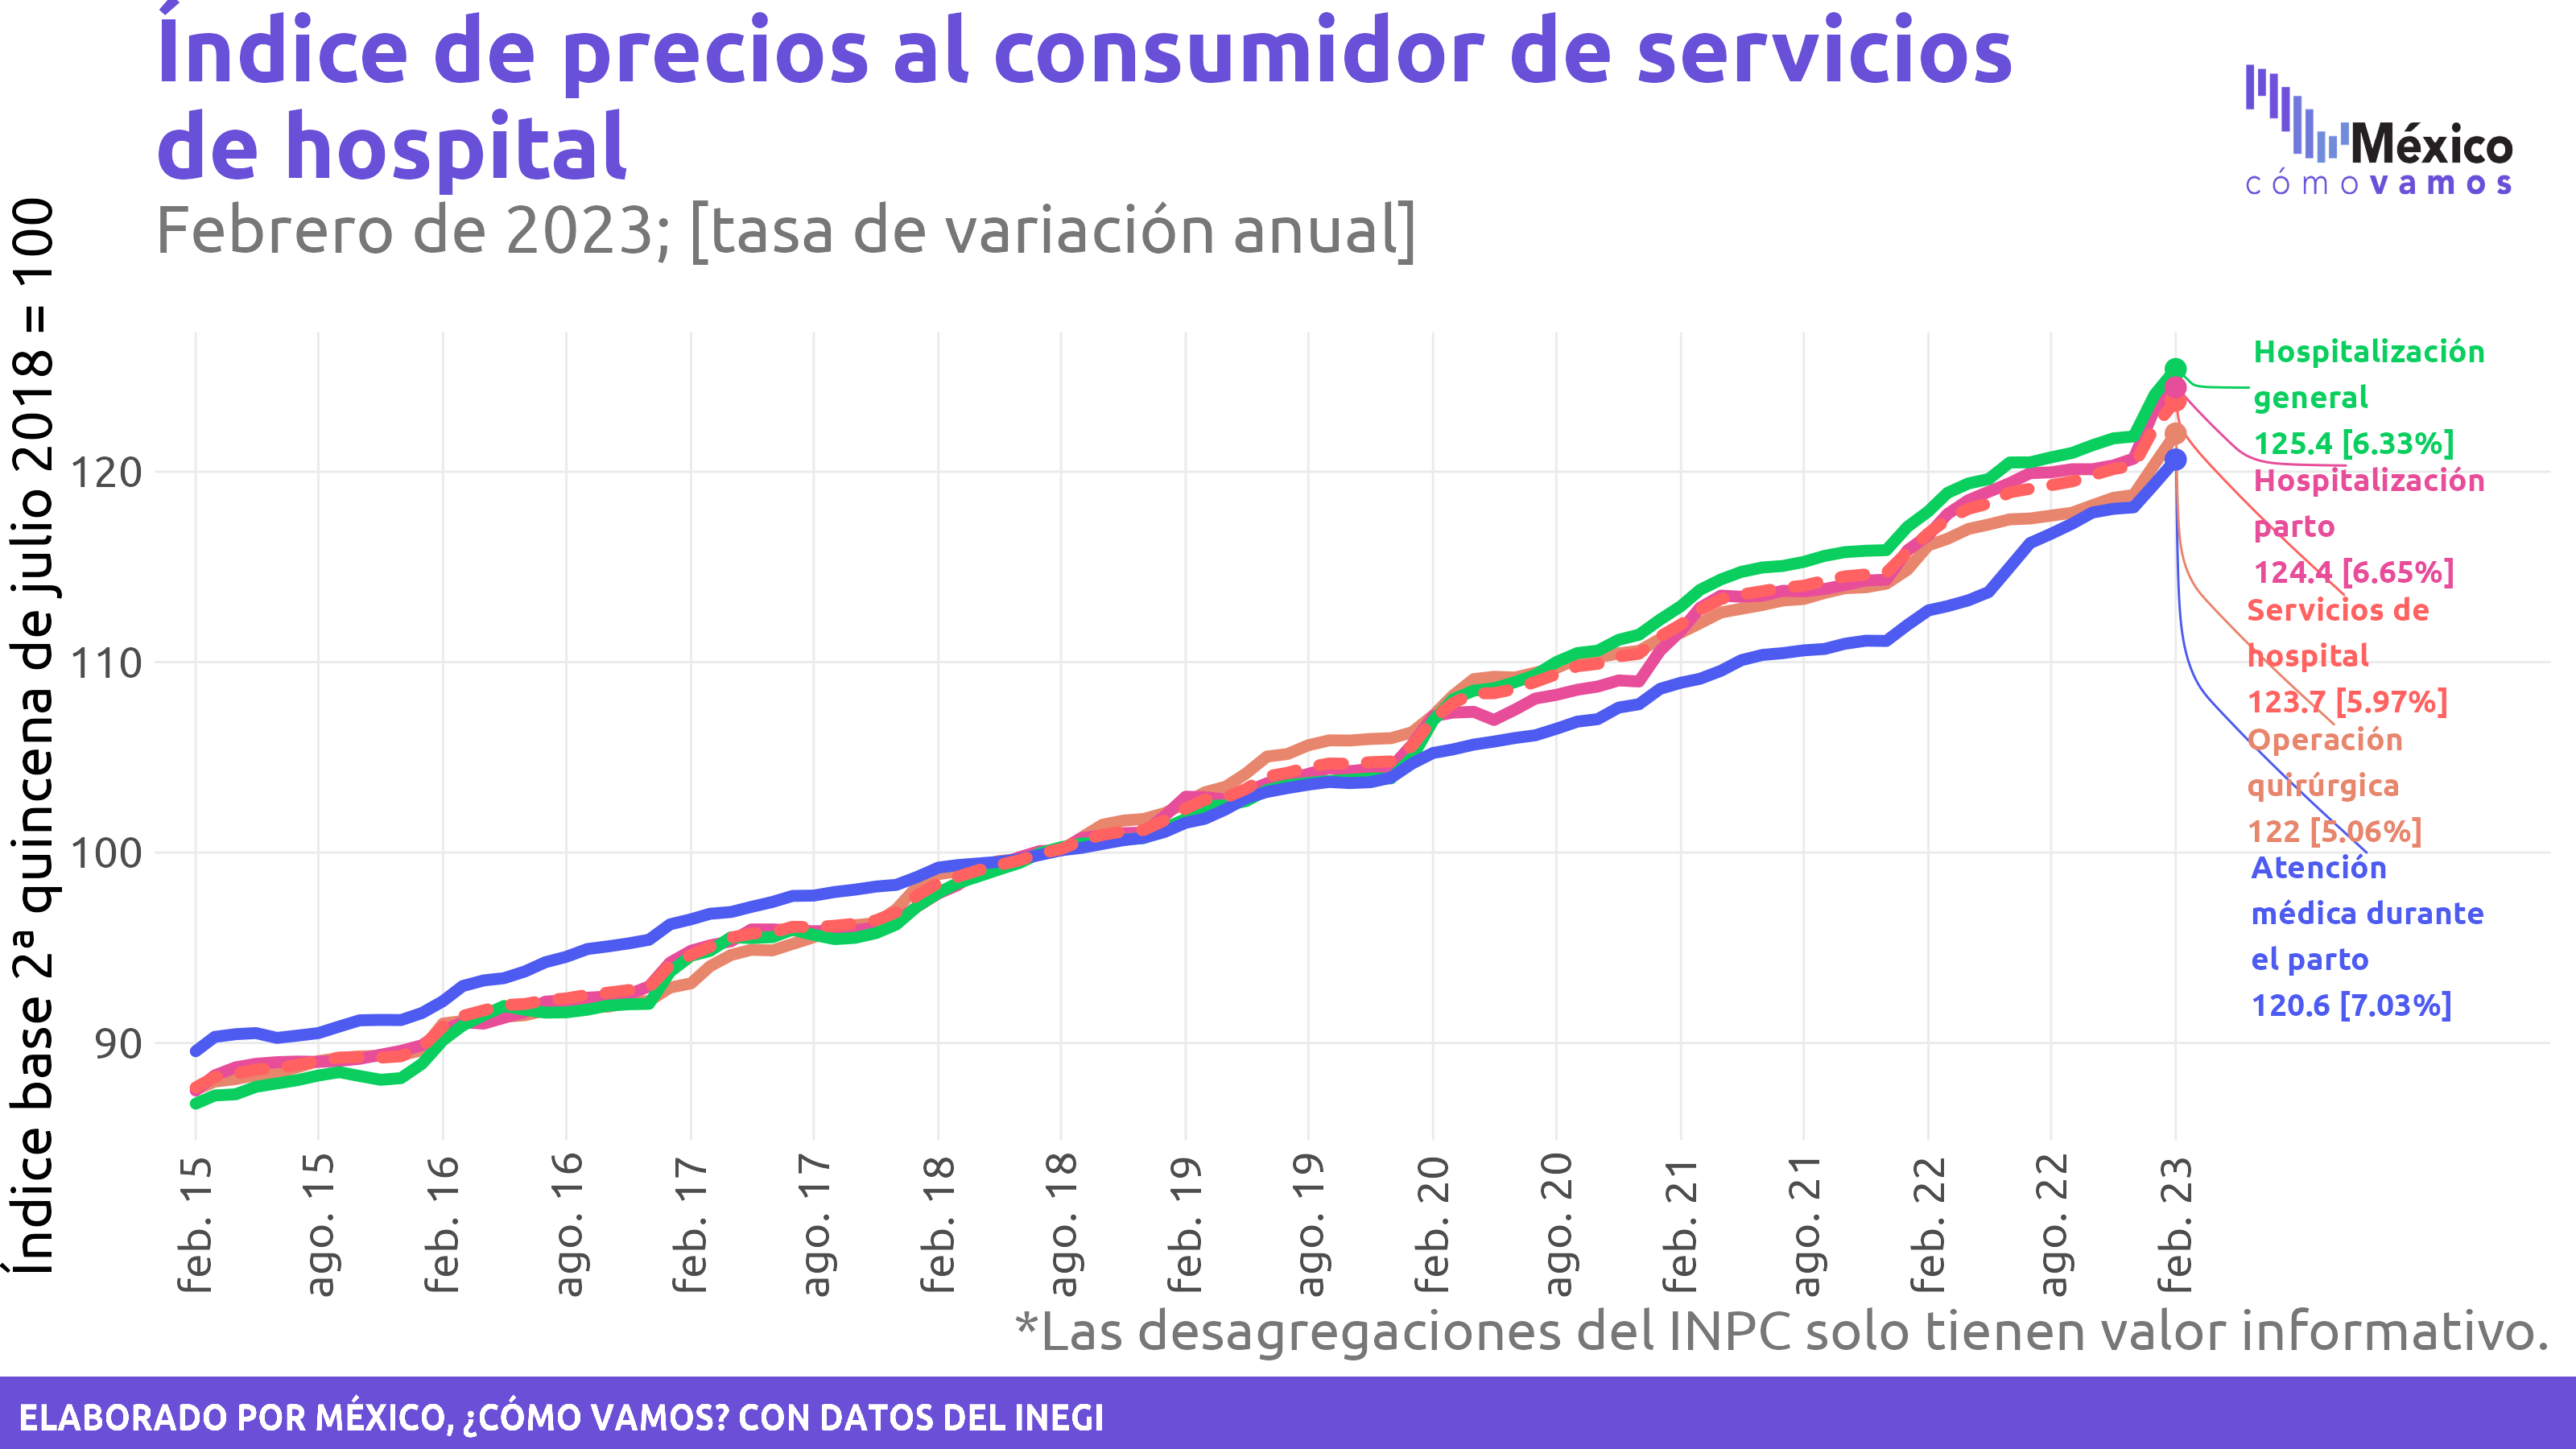 Índice de precios al consumidor de servicios
de hospital
Febrero de 2023; [tasa de variación anual]
México
cómo vamos
Índice base 2ª quincena de julio 2018 = 100
120
110
100
90
Hospitalización
general
125.4 [6.33%]
Hospitalización
parto
124.4 [6.65%]
Servicios de
hospital
123.7 [5.97%]
Operación
quirúrgica
122 [5.06%]
Atención
médica durante
el parto
120.6 [7.03%]
feb. 15
ago. 15
feb. 16
ago. 16
feb. 17
ago. 17
feb. 18
ago. 18
feb. 19
ago. 19
feb. 20
ago. 20
feb. 21
ago. 21
feb. 22
ago. 22
feb. 23
*Las desagregaciones del INPC solo tienen valor informativo.
ELABORADO POR MÉXICO, ¿CÓMO VAMOS? CON DATOS DEL INEGI